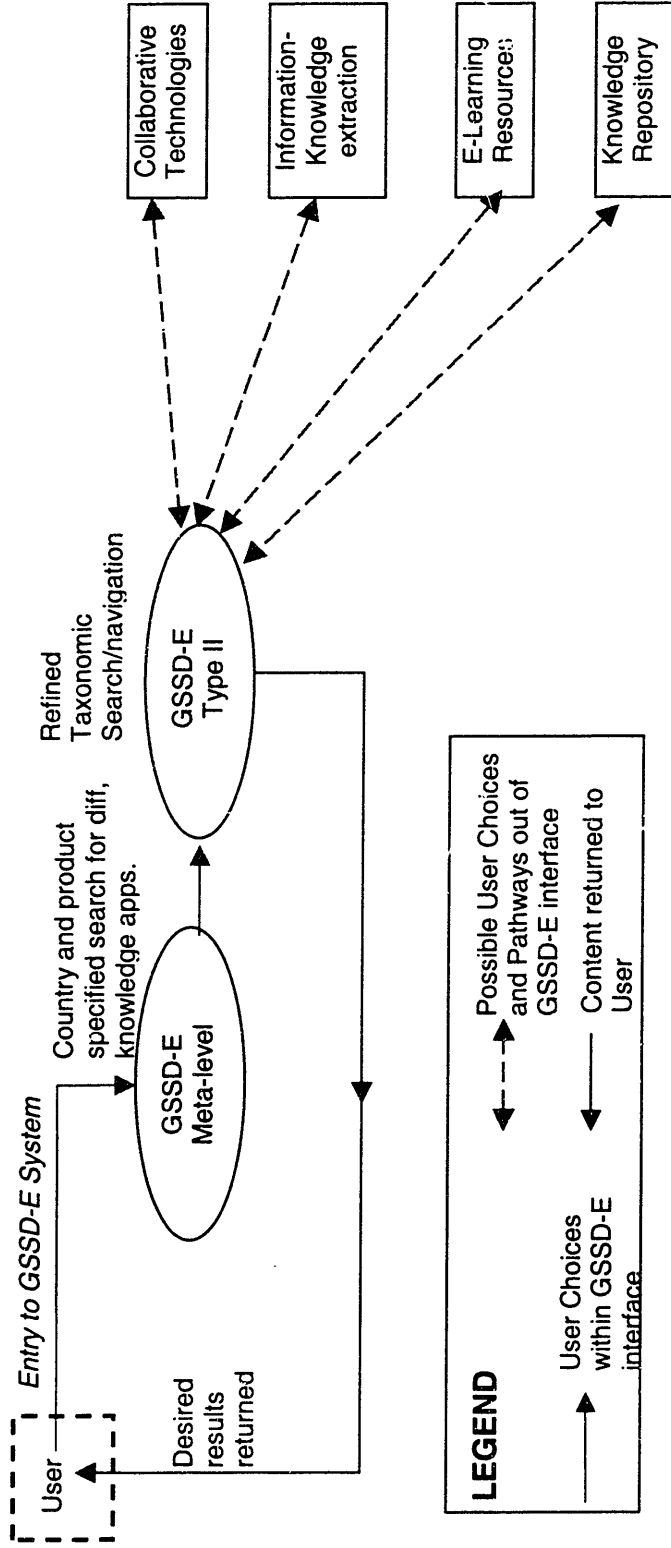 User
Entry to GSSD-E System
Country and product
specified search for diff,
knowledge apps.
Refined
Taxonomic
Search/navigation
GSSD-E
Meta-level
GSSD-E
Type II
Desired
results
returned
Collaborative
Technologies
Information-
Knowledge
extraction
E-Learning
Resources
Knowledge
Repository
LEGEND
User Choices
within GSSD-E
interface
Possible User Choices
and Pathways out of
GSSD-E interface
Content returned to
User